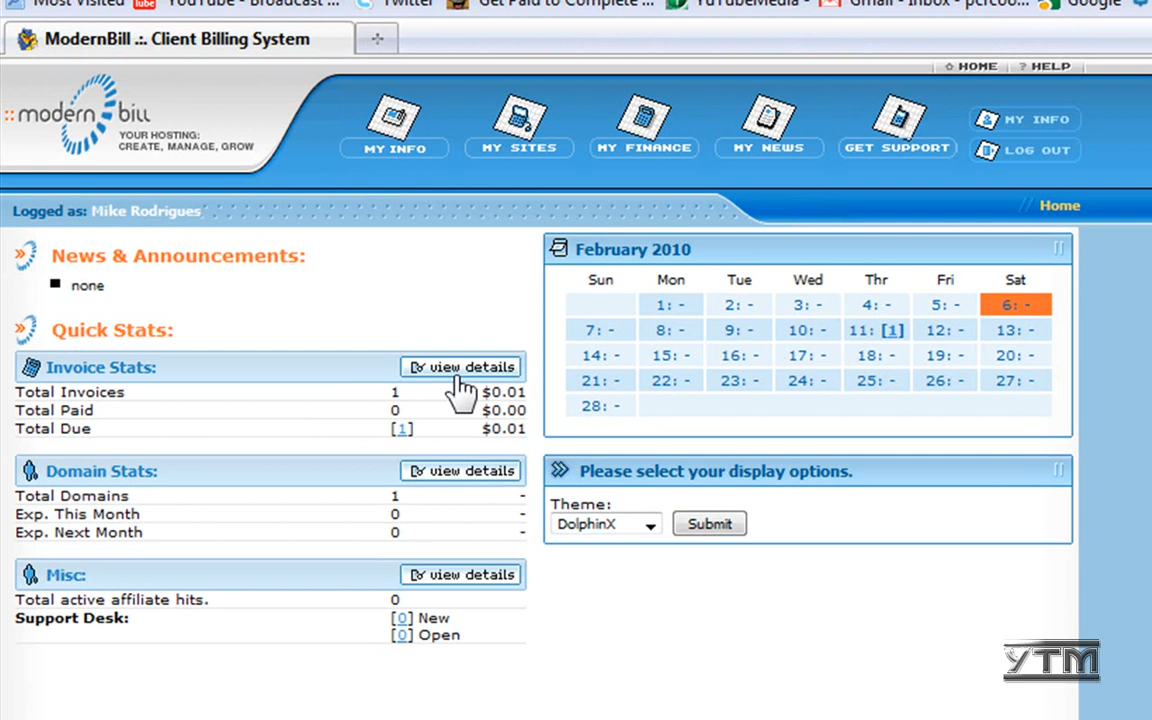 Most Visited YouTube - Broadcast ... Twitter Get Paid to Complete ... YouTubeMedia - Gmail - Inbox - pcrcoo... Google
ModernBill .:. Client Billing System
HOME ? HELP
::modern bill
YOUR HOSTING:
CREATE, MANAGE, GROW
MY INFO MY SITES MY FINANCE MY NEWS GET SUPPORT
MY INFO
LOG OUT
Logged as: Mike Rodrigues
// Home
» News & Announcements:
none
» Quick Stats:
Invoice Stats: view details
Total Invoices 1 $0.01
Total Paid 0 $0.00
Total Due [1] $0.01
Domain Stats: view details
Total Domains 1 -
Exp. This Month 0 -
Exp. Next Month 0 -
Misc: view details
Total active affiliate hits. 0
Support Desk: [0] New
[0] Open
February 2010
Sun Mon Tue Wed Thr Fri Sat
1: - 2: - 3: - 4: - 5: - 6: -
7: - 8: - 9: - 10: - 11: [1] 12: - 13: -
14: - 15: - 16: - 17: - 18: - 19: - 20: -
21: - 22: - 23: - 24: - 25: - 26: - 27: -
28: -
Please select your display options.
Theme:
DolphinX Submit
yTM